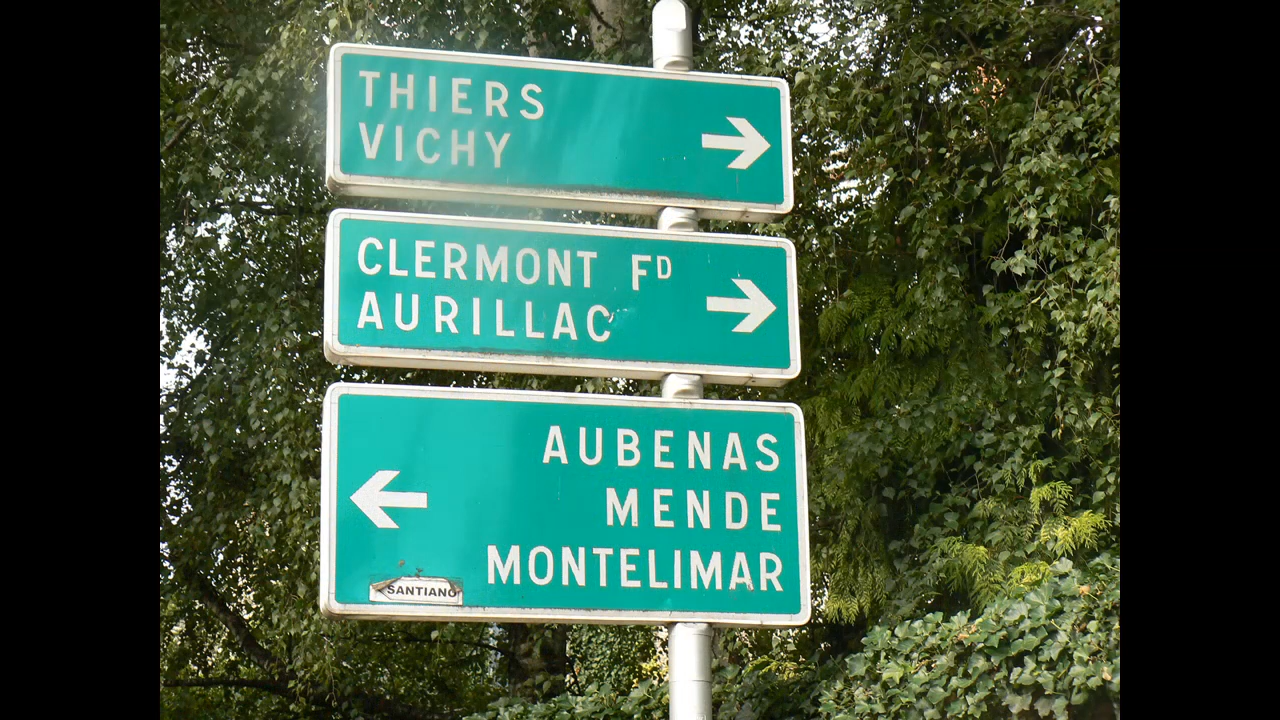 THIERS
VICHY
CLERMONT FD
AURILLAC
AUBENAS
MENDE
MONTELIMAR
SANTIANO